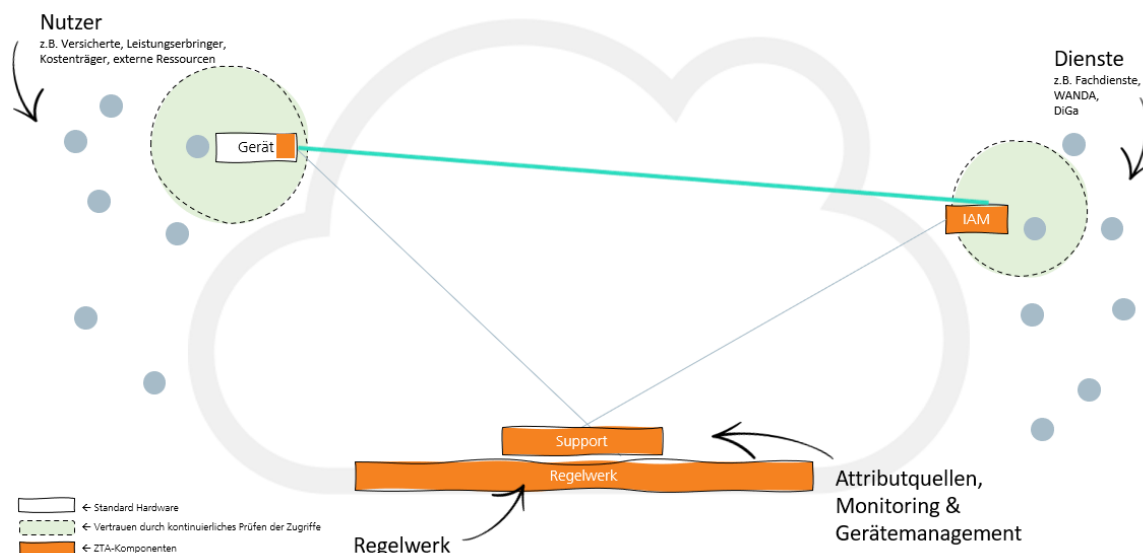 Nutzer
z.B. Versicherte, Leistungserbringer,
Kostenträger, externe Ressourcen
Dienste
z.B. Fachdienste,
WANDA,
DiGa
Gerät
IAM
Support
Regelwerk
Attributquellen,
Monitoring &
Gerätemanagement
Regelwerk
← Standard Hardware
← Vertrauen durch kontinuierliches Prüfen der Zugriffe
← ZTA-Komponenten